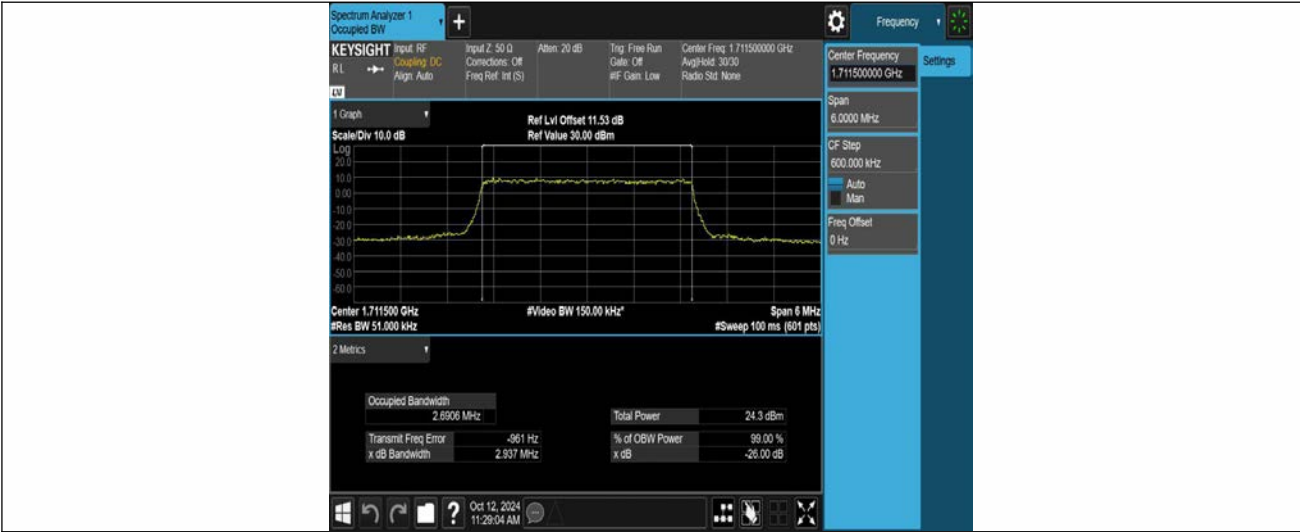 Spectrum Analyzer 1
Occupied BW
+
Frequency
KEYSIGHT
RL
Input: RF
Coupling: DC
Align: Auto
Input Z: 50 Ω
Corrections: Off
Freq Ref: Int (S)
Atten: 20 dB
Trig: Free Run
Gate: Off
#IF Gain: Low
Center Freq: 1.711500000 GHz
Avg|Hold: 30/30
Radio Std: None
Center Frequency
1.711500000 GHz
Settings
Span
6.0000 MHz
CF Step
600.000 kHz
Auto
Man
Freq Offset
0 Hz
1 Graph
Scale/Div 10.0 dB
Ref Lvl Offset 11.53 dB
Ref Value 30.00 dBm
Log
20.0
10.0
0.00
-10.0
-20.0
-30.0
-40.0
-50.0
-60.0
Center 1.711500 GHz
#Res BW 51.000 kHz
#Video BW 150.00 kHz*
Span 6 MHz
#Sweep 100 ms (601 pts)
2 Metrics
Occupied Bandwidth
2.6906 MHz
Transmit Freq Error -961 Hz
x dB Bandwidth 2.937 MHz
Total Power 24.3 dBm
% of OBW Power 99.00 %
x dB -26.00 dB
?
Oct 12, 2024
11:29:04 AM